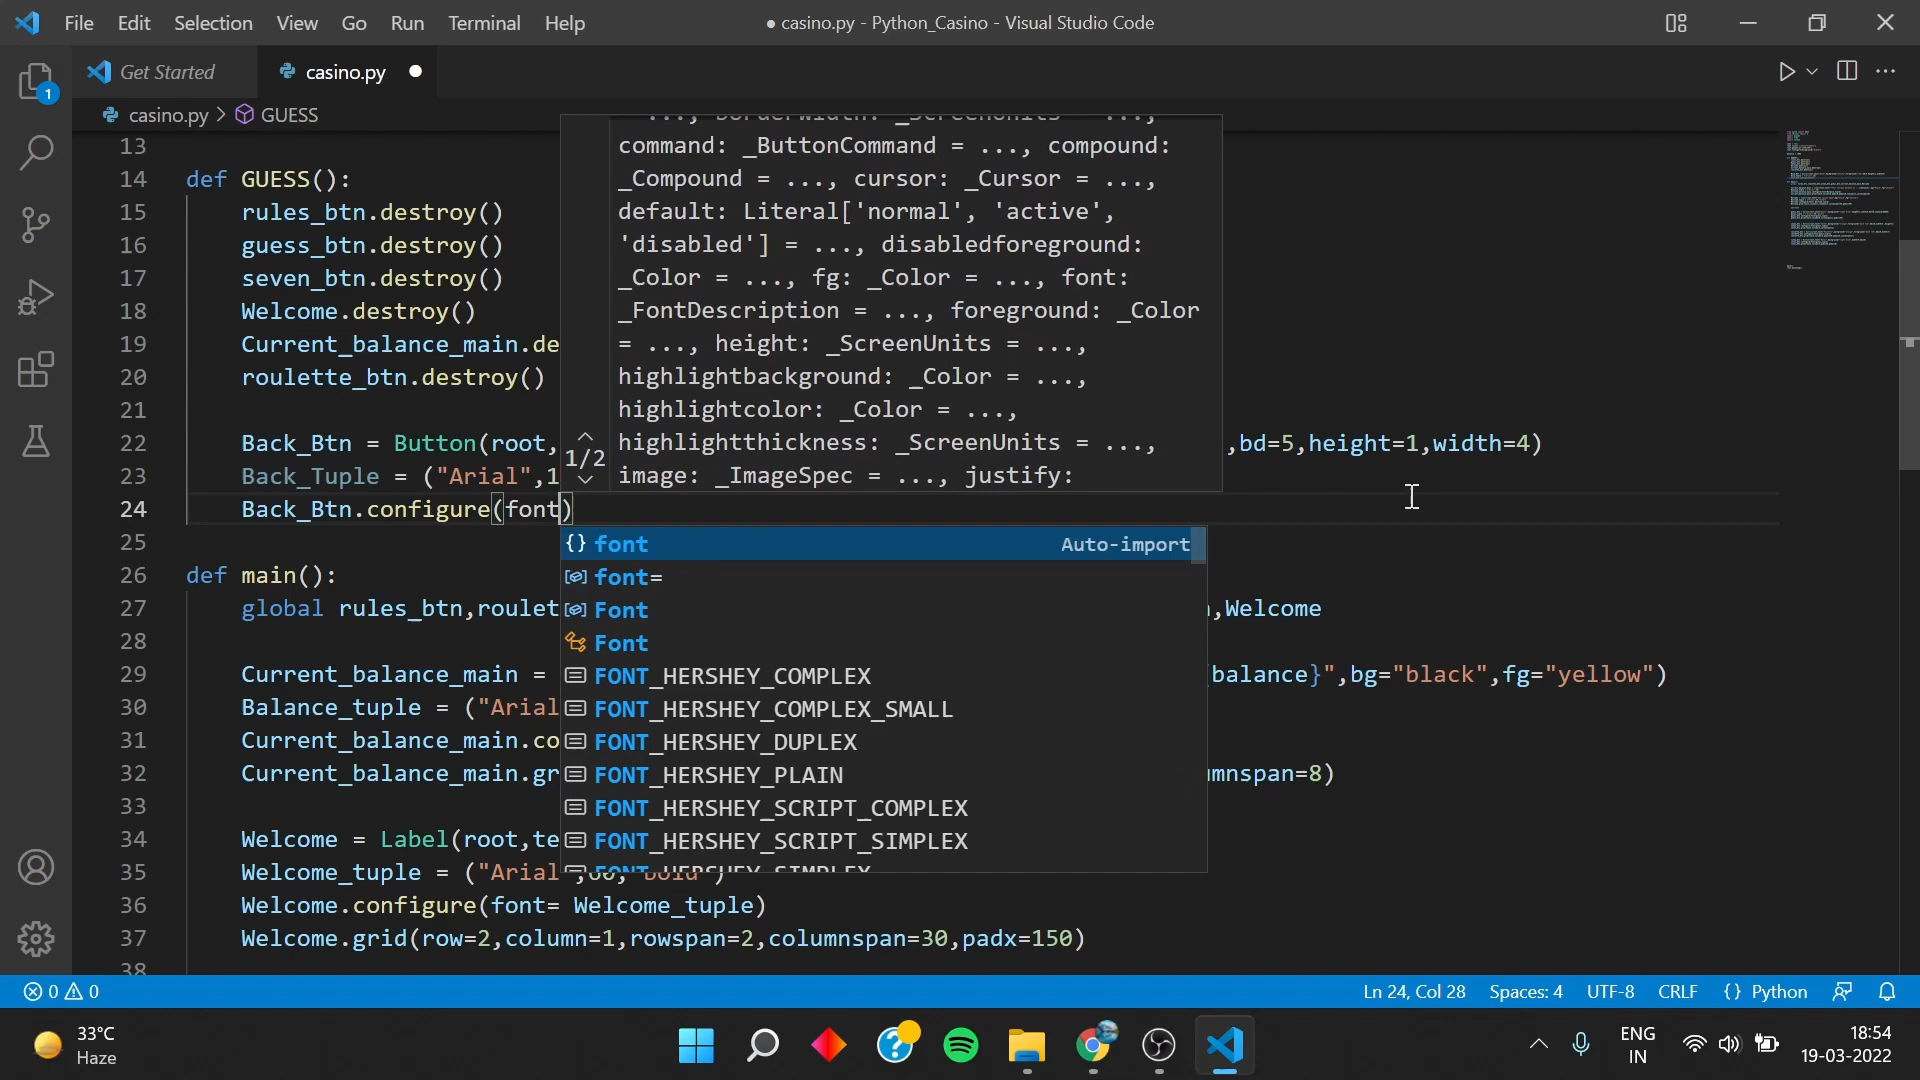 File Edit Selection View Go Run Terminal Help
● casino.py - Python_Casino - Visual Studio Code
Get Started
casino.py
1
casino.py > GUESS
..., borderwidth: _ScreenUnits = ...,
command: _ButtonCommand = ..., compound:
_Compound = ..., cursor: _Cursor = ...,
default: Literal['normal', 'active',
'disabled'] = ..., disabledforeground:
_Color = ..., fg: _Color = ..., font:
_FontDescription = ..., foreground: _Color
= ..., height: _ScreenUnits = ...,
highlightbackground: _Color = ...,
highlightcolor: _Color = ...,
highlightthickness: _ScreenUnits = ...,
image: _ImageSpec = ..., justify:
1/2
13
14 def GUESS():
15 rules_btn.destroy()
16 guess_btn.destroy()
17 seven_btn.destroy()
18 Welcome.destroy()
19 Current_balance_main.de
20 roulette_btn.destroy()
21
22 Back_Btn = Button(root, ,bd=5,height=1,width=4)
23 Back_Tuple = ("Arial",1
24 Back_Btn.configure(font)
25
26 def main():
27 global rules_btn,roulet ,Welcome
28
29 Current_balance_main = {balance}",bg="black",fg="yellow")
30 Balance_tuple = ("Arial
31 Current_balance_main.co
32 Current_balance_main.gr umnspan=8)
33
34 Welcome = Label(root,te
35 Welcome_tuple = ("Arial",60,"bold")
36 Welcome.configure(font= Welcome_tuple)
37 Welcome.grid(row=2,column=1,rowspan=2,columnspan=30,padx=150)
38
{} font Auto-import
font=
Font
Font
FONT_HERSHEY_COMPLEX
FONT_HERSHEY_COMPLEX_SMALL
FONT_HERSHEY_DUPLEX
FONT_HERSHEY_PLAIN
FONT_HERSHEY_SCRIPT_COMPLEX
FONT_HERSHEY_SCRIPT_SIMPLEX
FONT_HERSHEY_SIMPLEX
0 0
Ln 24, Col 28 Spaces: 4 UTF-8 CRLF {} Python
33°C
Haze
ENG
IN
18:54
19-03-2022